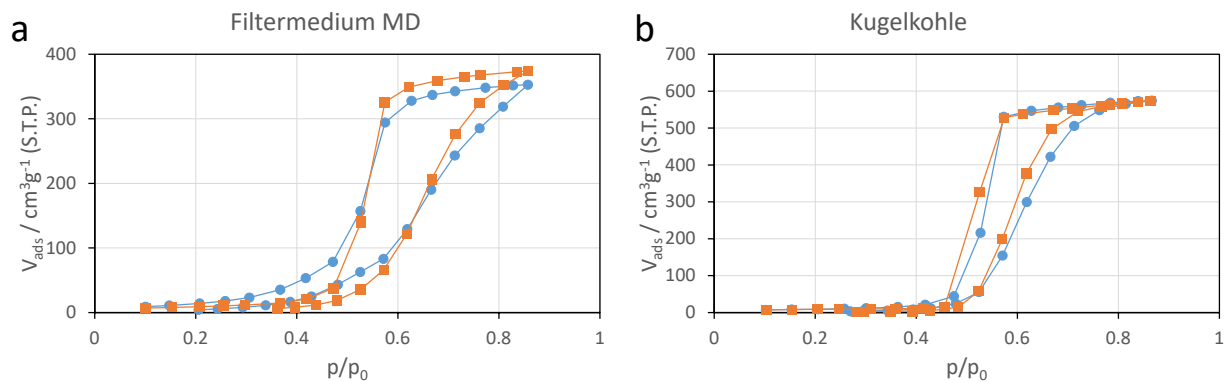 a
Filtermedium MD
V_ads / cm³g⁻¹ (S.T.P.)
400
300
200
100
0
0 0.2 0.4 0.6 0.8 1
p/p₀
b
Kugelkohle
V_ads / cm³g⁻¹ (S.T.P.)
700
600
500
400
300
200
100
0
0 0.2 0.4 0.6 0.8 1
p/p₀